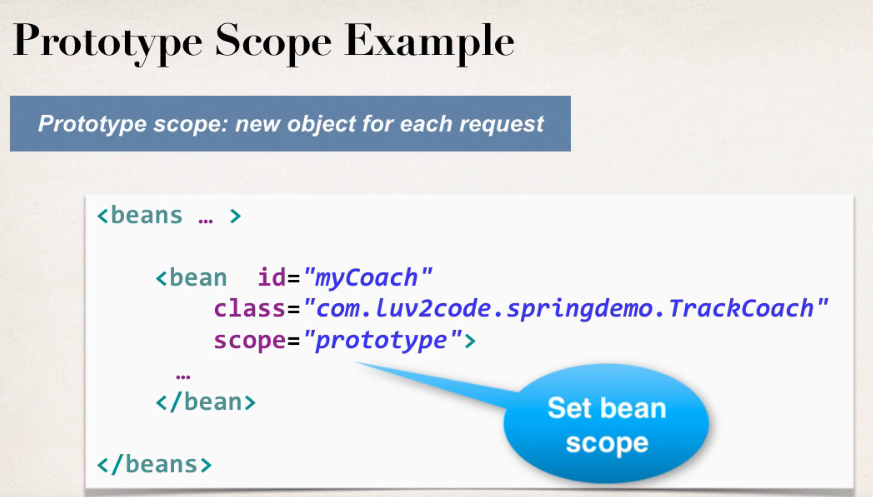 Prototype Scope Example
Prototype scope: new object for each request
<beans … >
<bean id="myCoach"
class="com.luv2code.springdemo.TrackCoach"
scope="prototype">
…
</bean>
Set bean
scope
</beans>